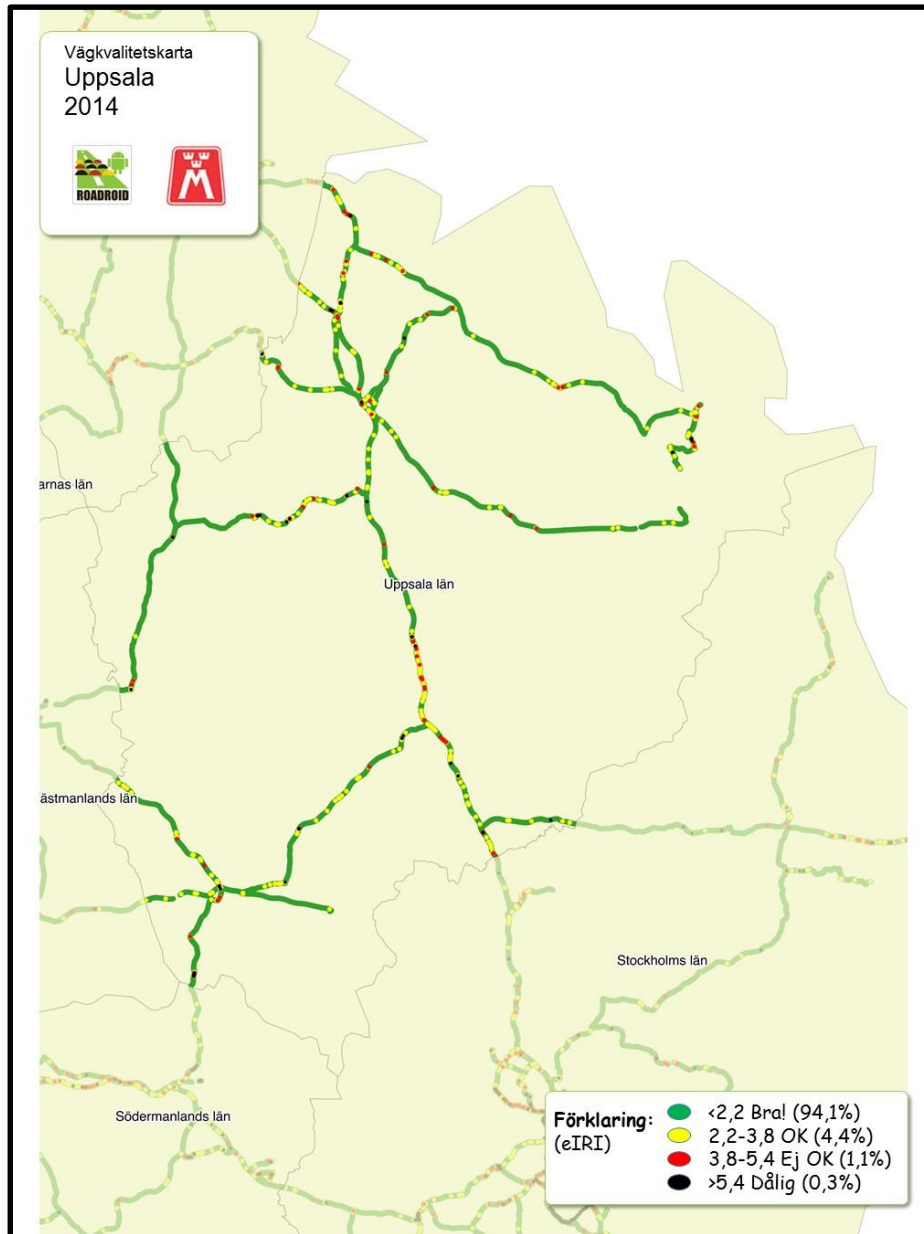 Vägkvalitetskarta
Uppsala
2014
ROADROID
M
arnas län
Uppsala län
ästmanlands län
Stockholms län
Södermanlands län
Förklaring:
(eIRI)
<2,2 Bra! (94,1%)
2,2-3,8 OK (4,4%)
3,8-5,4 Ej OK (1,1%)
>5,4 Dålig (0,3%)